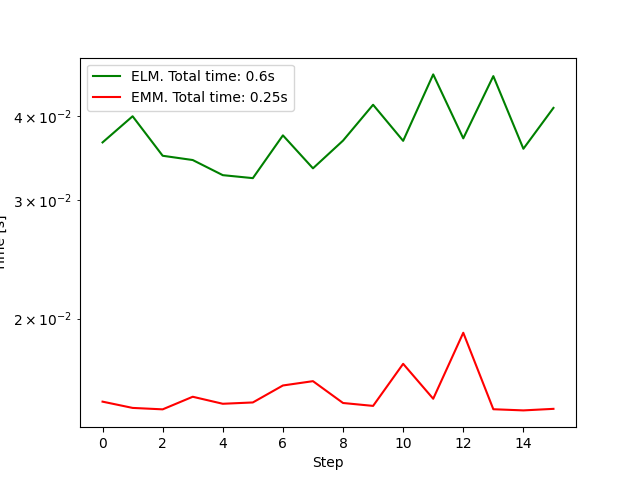 ELM. Total time: 0.6s
EMM. Total time: 0.25s
4 × 10⁻²
3 × 10⁻²
2 × 10⁻²
Time [s]
0 2 4 6 8 10 12 14
Step